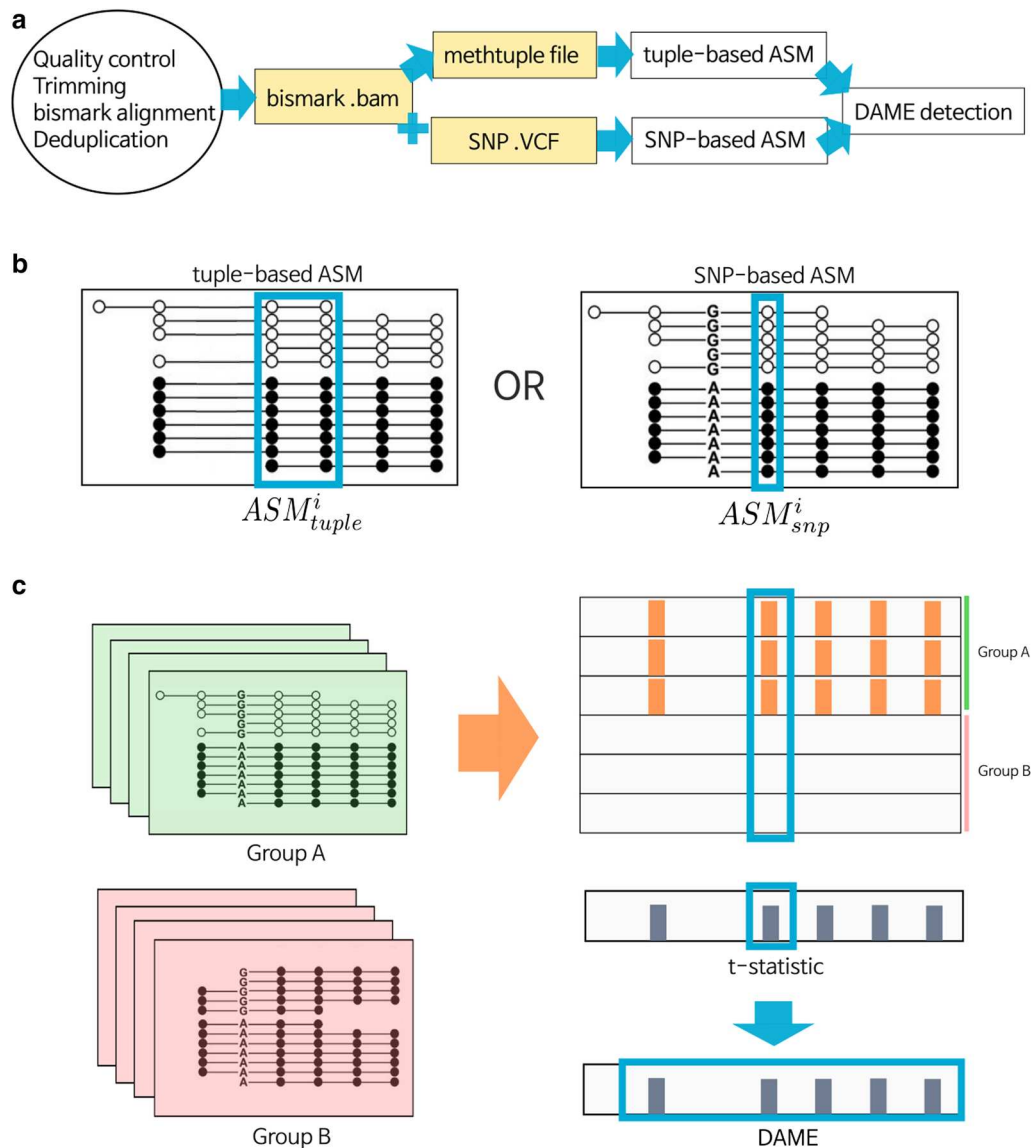 a
Quality control
Trimming
bismark alignment
Deduplication
bismark .bam
methtuple file
tuple-based ASM
SNP .VCF
SNP-based ASM
DAME detection
b
tuple-based ASM
SNP-based ASM
G
G
G
G
G
A
A
A
A
A
A
A
OR
ASM^i_{tuple}
ASM^i_{snp}
c
G
G
G
G
G
A
A
A
A
A
A
A
Group A
Group A
Group B
G
G
G
G
G
A
A
A
A
A
A
A
Group B
t-statistic
DAME